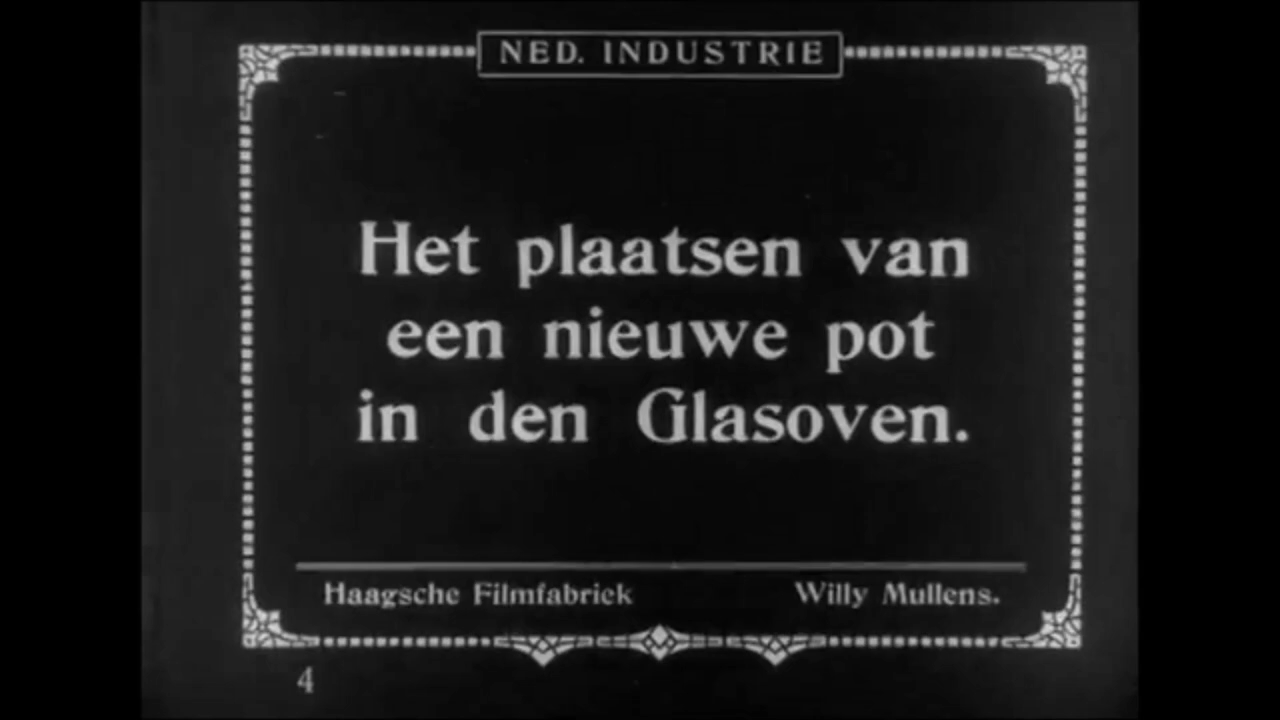 NED. INDUSTRIE
Het plaatsen van
een nieuwe pot
in den Glasoven.
Haagsche Filmfabriek Willy Mullens.
4